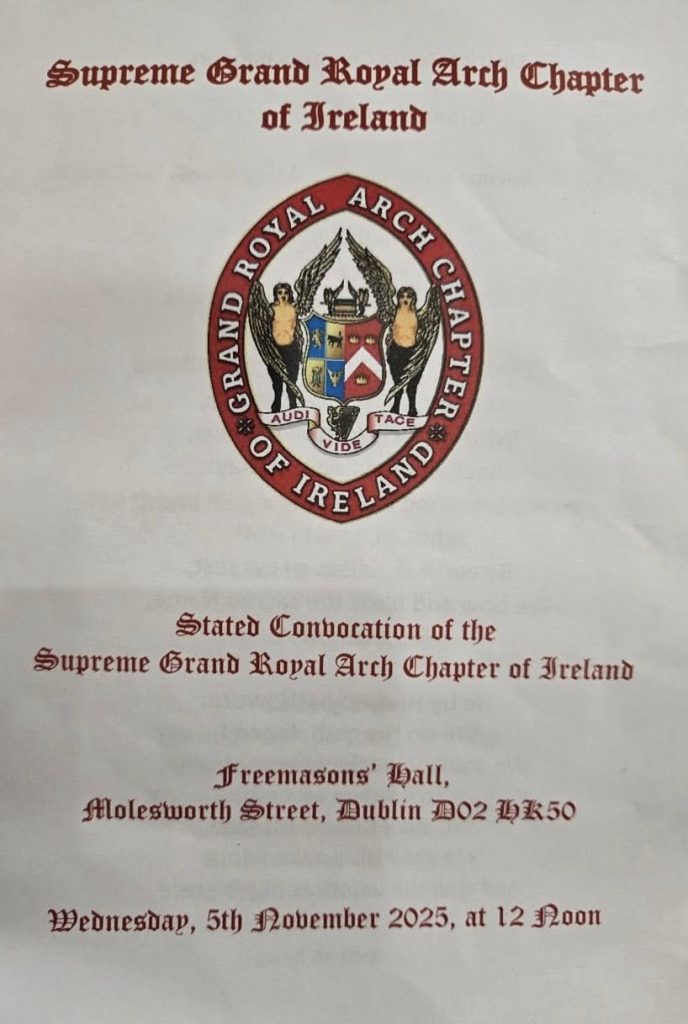 Supreme Grand Royal Arch Chapter
of Ireland
GRAND ROYAL ARCH CHAPTER
OF IRELAND
AUDI VIDE TACE
Stated Convocation of the
Supreme Grand Royal Arch Chapter of Ireland
Freemasons' Hall,
Molesworth Street, Dublin D02 HK50
Wednesday, 5th November 2025, at 12 Noon